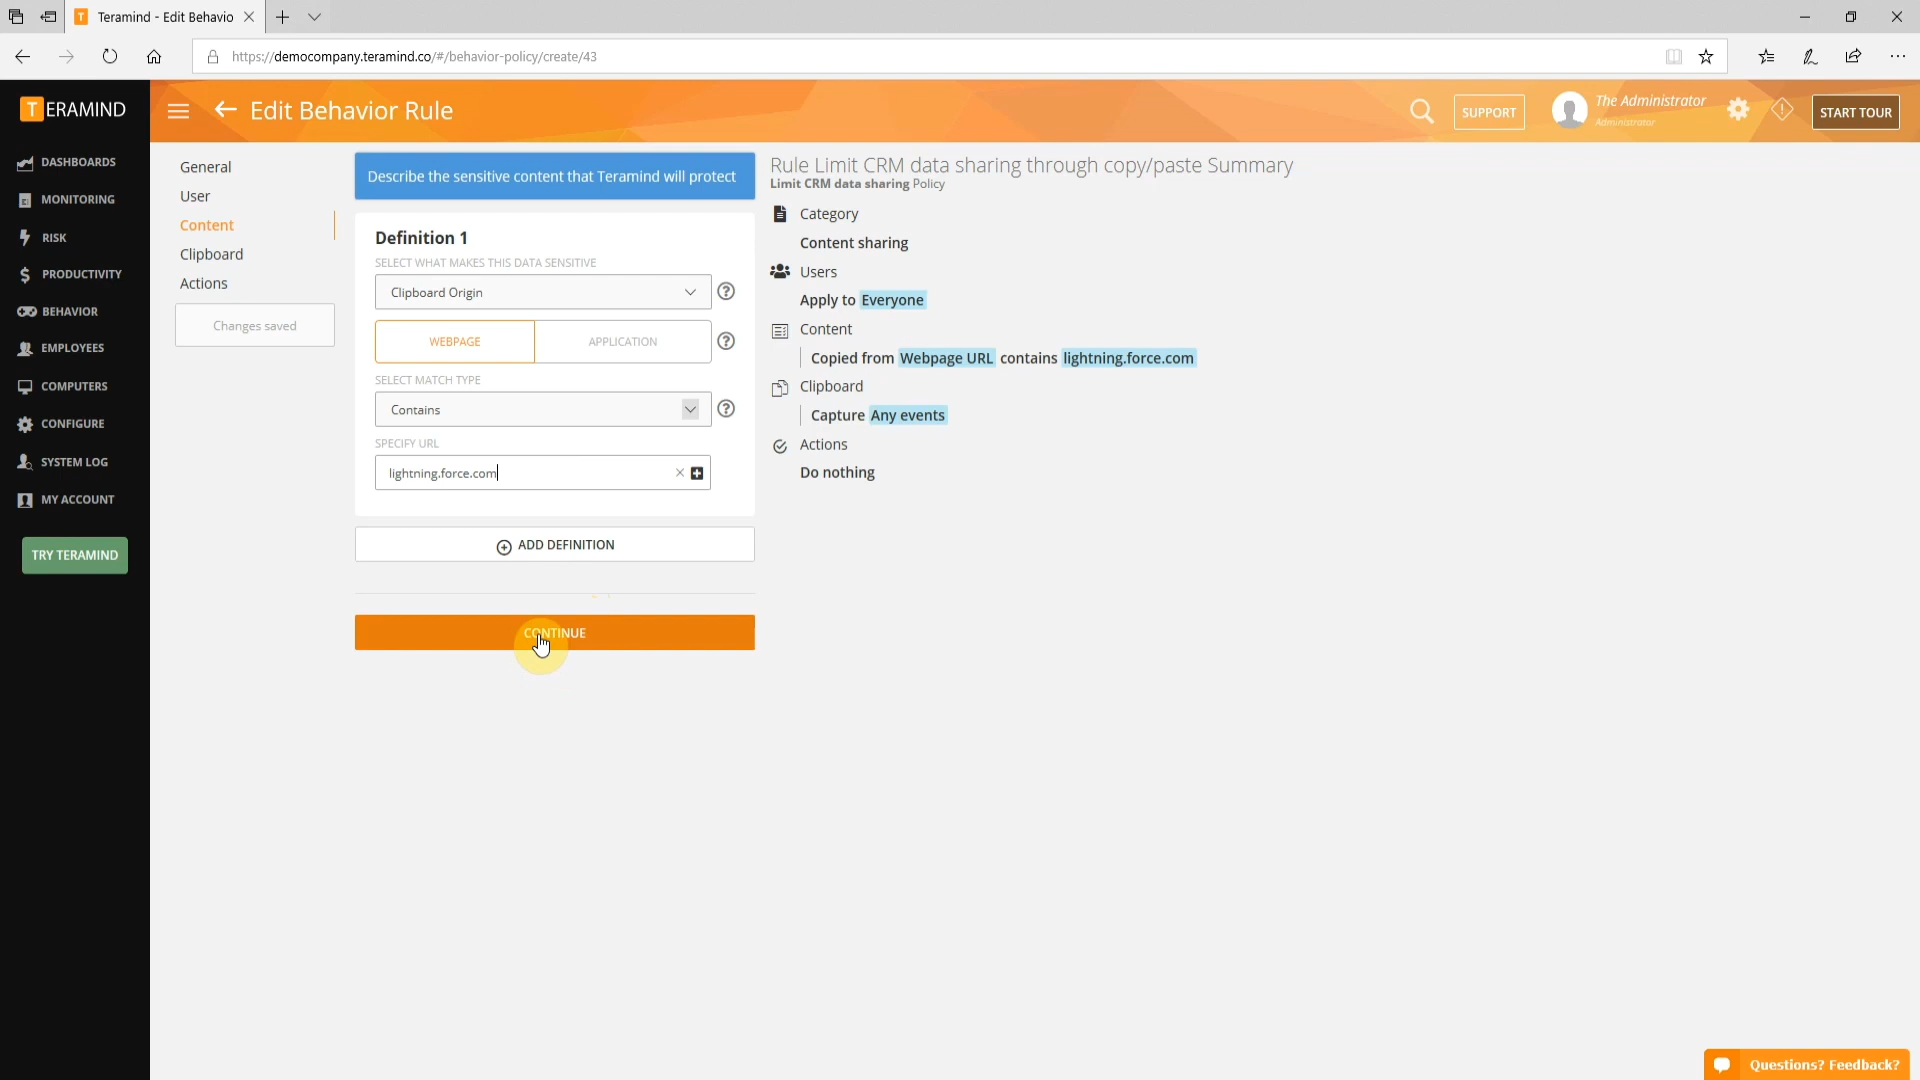 Teramind - Edit Behavio
https://democompany.teramind.co/#/behavior-policy/create/43
TERAMIND
Edit Behavior Rule
SUPPORT
The Administrator
Administrator
START TOUR
DASHBOARDS
MONITORING
RISK
PRODUCTIVITY
BEHAVIOR
EMPLOYEES
COMPUTERS
CONFIGURE
SYSTEM LOG
MY ACCOUNT
TRY TERAMIND
General
User
Content
Clipboard
Actions
Changes saved
Describe the sensitive content that Teramind will protect
Definition 1
SELECT WHAT MAKES THIS DATA SENSITIVE
Clipboard Origin
WEBPAGE
APPLICATION
SELECT MATCH TYPE
Contains
SPECIFY URL
lightning.force.com
ADD DEFINITION
CONTINUE
Rule Limit CRM data sharing through copy/paste Summary
Limit CRM data sharing Policy
Category
Content sharing
Users
Apply to Everyone
Content
Copied from Webpage URL contains lightning.force.com
Clipboard
Capture Any events
Actions
Do nothing
Questions? Feedback?